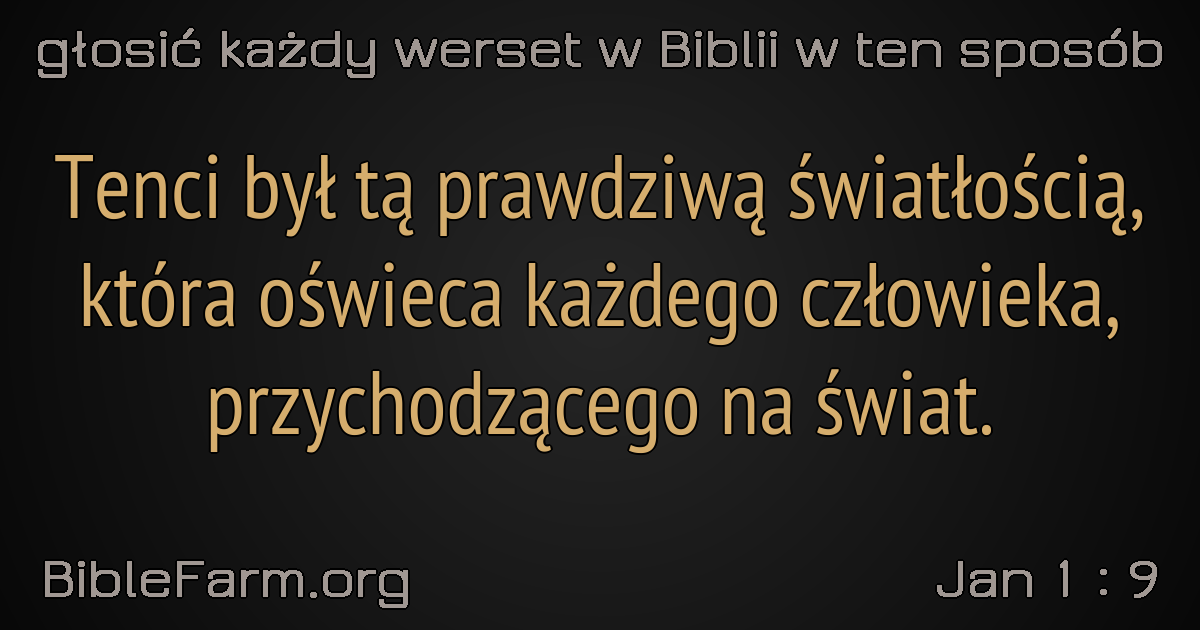 głosić każdy werset w Biblii w ten sposób
Tenci był tą prawdziwą światłością,
która oświeca każdego człowieka,
przychodzącego na świat.
BibleFarm.org
Jan 1 : 9